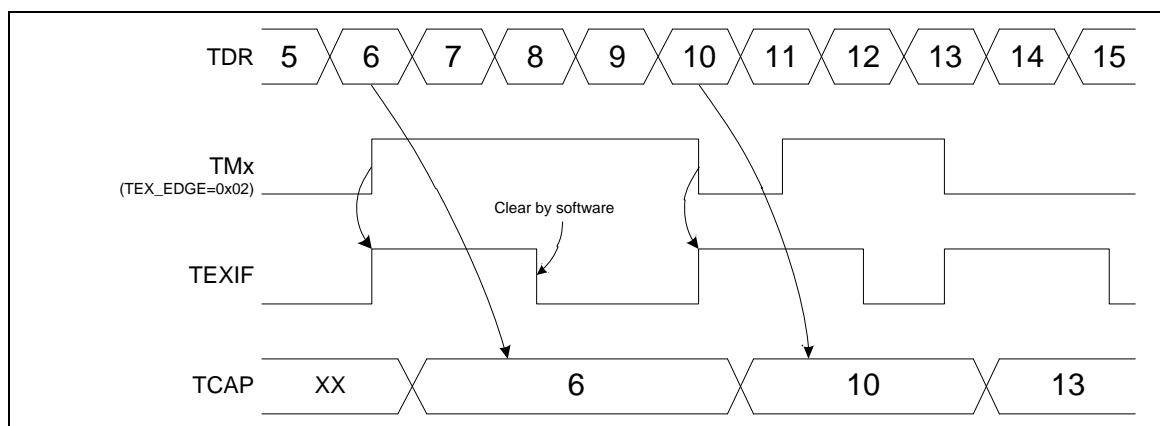 TDR 5 6 7 8 9 10 11 12 13 14 15
TMx
(TEX_EDGE=0x02)
Clear by software
TEXIF
TCAP XX 6 10 13